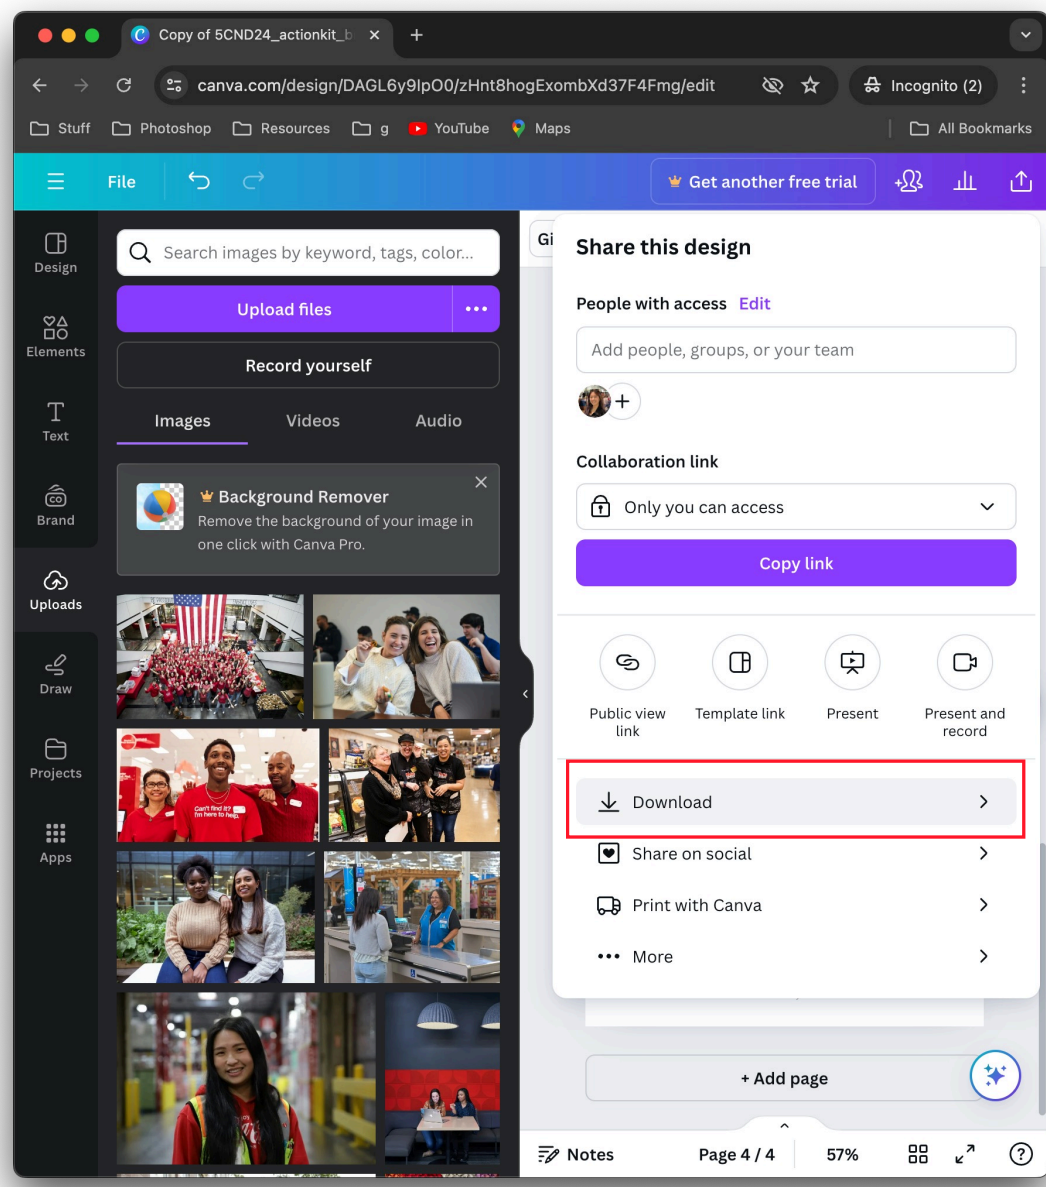 Copy of 5CND24_actionkit_b
canva.com/design/DAGL6y9IpO0/zHnt8hogExombXd37F4Fmg/edit
Incognito (2)
Stuff
Photoshop
Resources
g
YouTube
Maps
All Bookmarks
File
Get another free trial
Design
Elements
Text
Brand
Uploads
Draw
Projects
Apps
Search images by keyword, tags, color...
Upload files
Record yourself
Images
Videos
Audio
Background Remover
Remove the background of your image in
one click with Canva Pro.
Can't find it?
I'm here to help.
Gi
Share this design
People with access Edit
Add people, groups, or your team
Collaboration link
Only you can access
Copy link
Public view
link
Template link
Present
Present and
record
Download
Share on social
Print with Canva
More
+ Add page
Notes
Page 4 / 4
57%